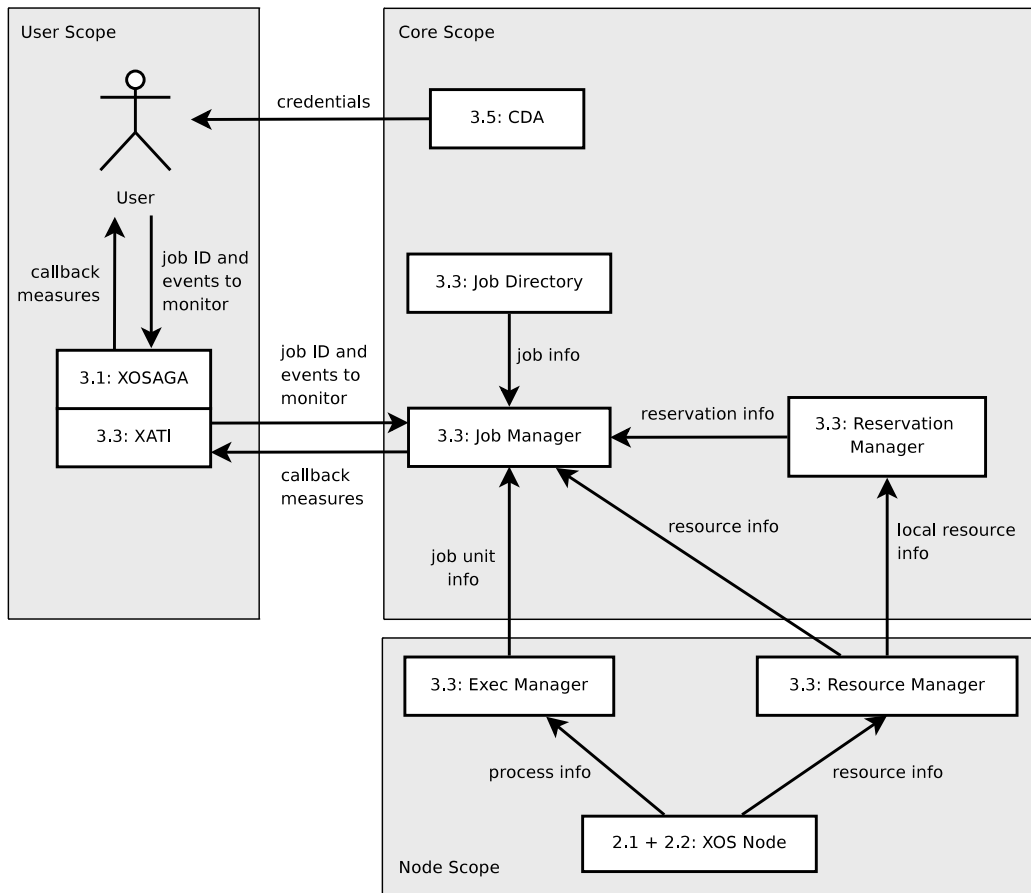 User Scope
User
callback
measures
job ID and
events to
monitor
3.1: XOSAGA
3.3: XATI
credentials
job ID and
events to
monitor
callback
measures
Core Scope
3.5: CDA
3.3: Job Directory
job info
3.3: Job Manager
reservation info
3.3: Reservation
Manager
resource info
local resource
info
job unit
info
3.3: Exec Manager
3.3: Resource Manager
process info
resource info
2.1 + 2.2: XOS Node
Node Scope